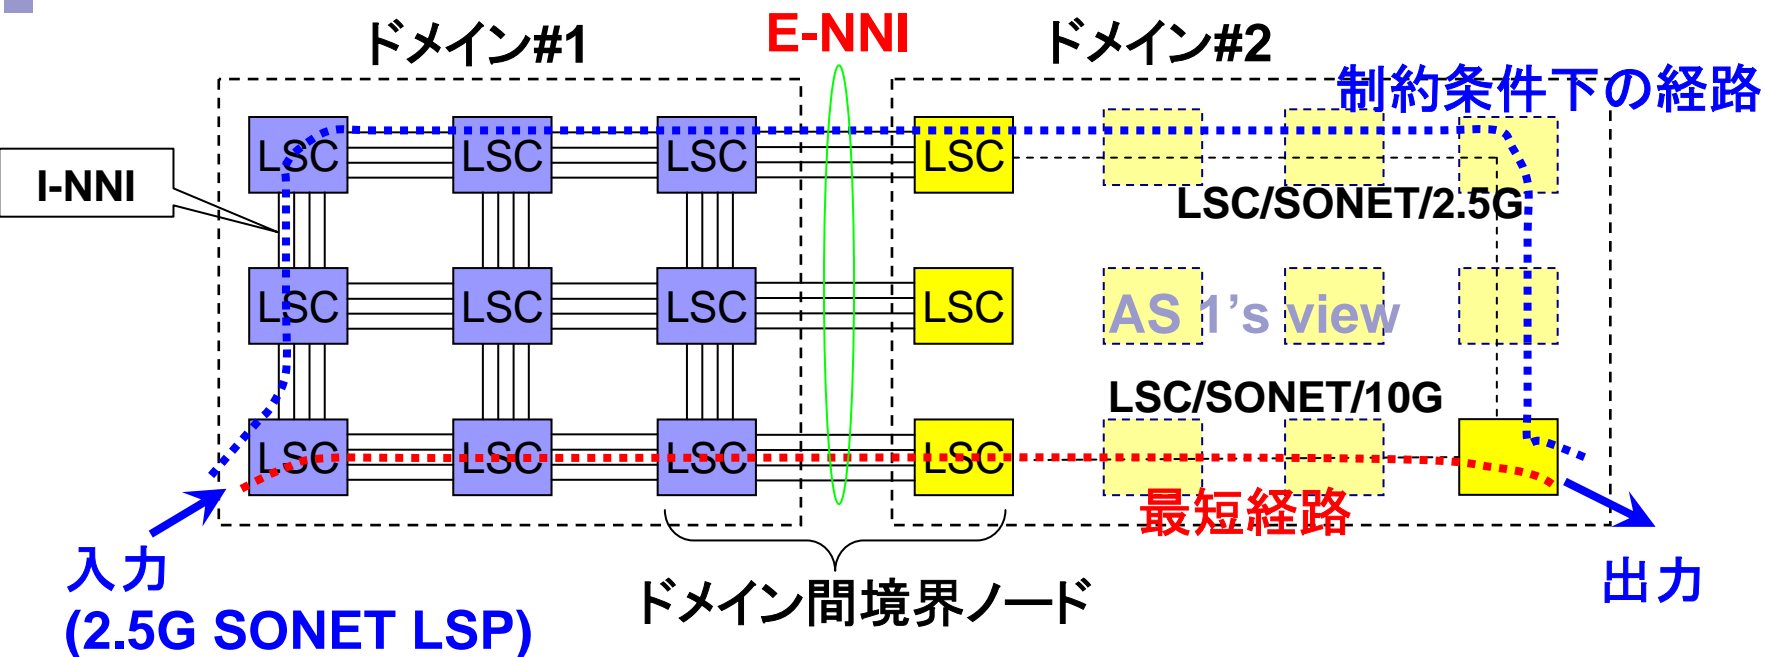 ドメイン#1
E-NNI
ドメイン#2
制約条件下の経路
I-NNI
LSC
LSC
LSC
LSC
LSC/SONET/2.5G
LSC
LSC
LSC
LSC
AS 1's view
LSC/SONET/10G
LSC
LSC
LSC
LSC
最短経路
入力
(2.5G SONET LSP)
ドメイン間境界ノード
出力